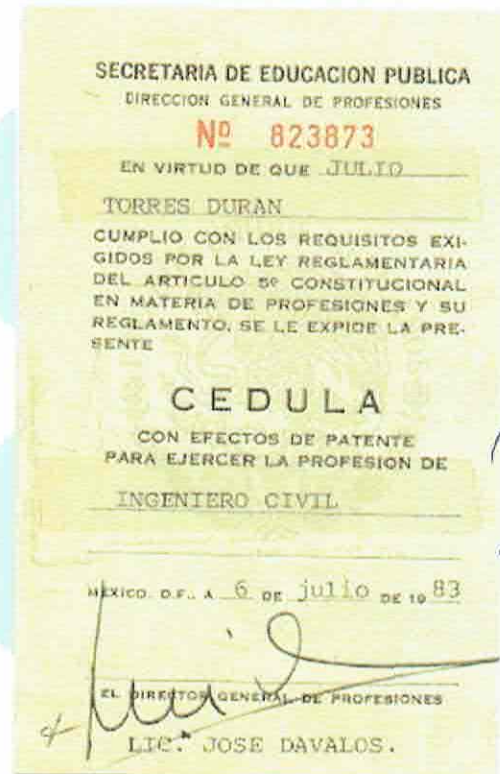 SECRETARIA DE EDUCACION PUBLICA
DIRECCION GENERAL DE PROFESIONES
Nº 823873
EN VIRTUD DE QUE JULIO
TORRES DURAN
CUMPLIO CON LOS REQUISITOS EXI-
GIDOS POR LA LEY REGLAMENTARIA
DEL ARTICULO 5º CONSTITUCIONAL
EN MATERIA DE PROFESIONES Y SU
REGLAMENTO, SE LE EXPIDE LA PRE-
SENTE
CEDULA
CON EFECTOS DE PATENTE
PARA EJERCER LA PROFESION DE
INGENIERO CIVIL
MEXICO. D.F., A 6 DE julio DE 19 83
EL DIRECTOR GENERAL DE PROFESIONES
LIC. JOSE DAVALOS.